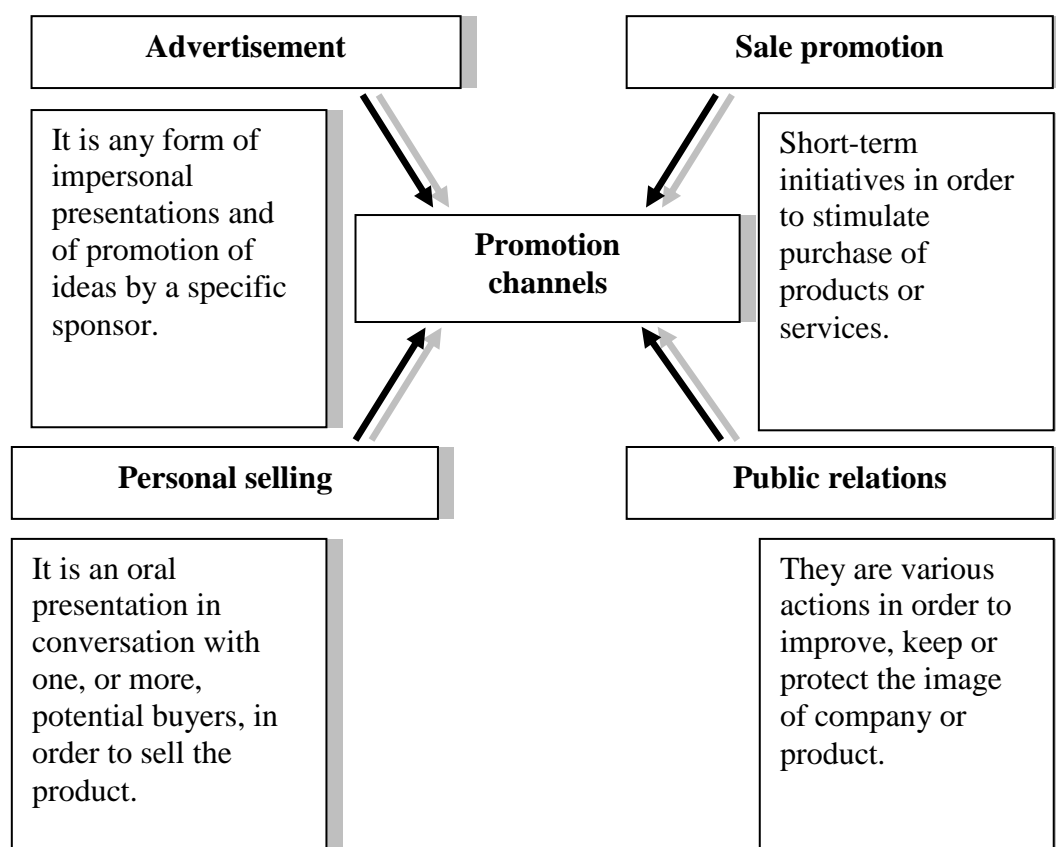 Advertisement
It is any form of
impersonal
presentations and
of promotion of
ideas by a specific
sponsor.
Sale promotion
Short-term
initiatives in order
to stimulate
purchase of
products or
services.
Promotion
channels
Personal selling
It is an oral
presentation in
conversation with
one, or more,
potential buyers, in
order to sell the
product.
Public relations
They are various
actions in order to
improve, keep or
protect the image
of company or
product.